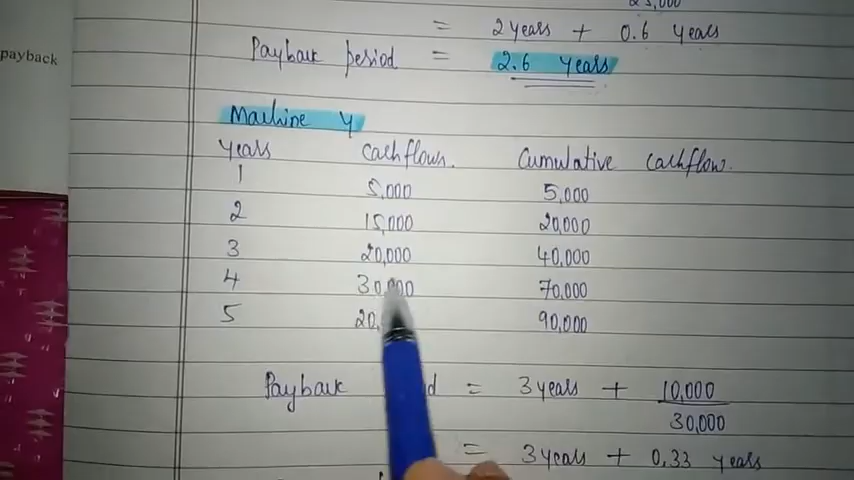 = 2 years + 0.6 years
payback
Payback period = 2.6 years
Machine Y
Years Cashflows. Cumulative Cashflow.
1 5,000 5,000
2 15,000 20,000
3 20,000 40,000
4 30,000 70,000
5 20, 90,000
Payback d = 3 years + 10,000
30,000
= 3 years + 0.33 years